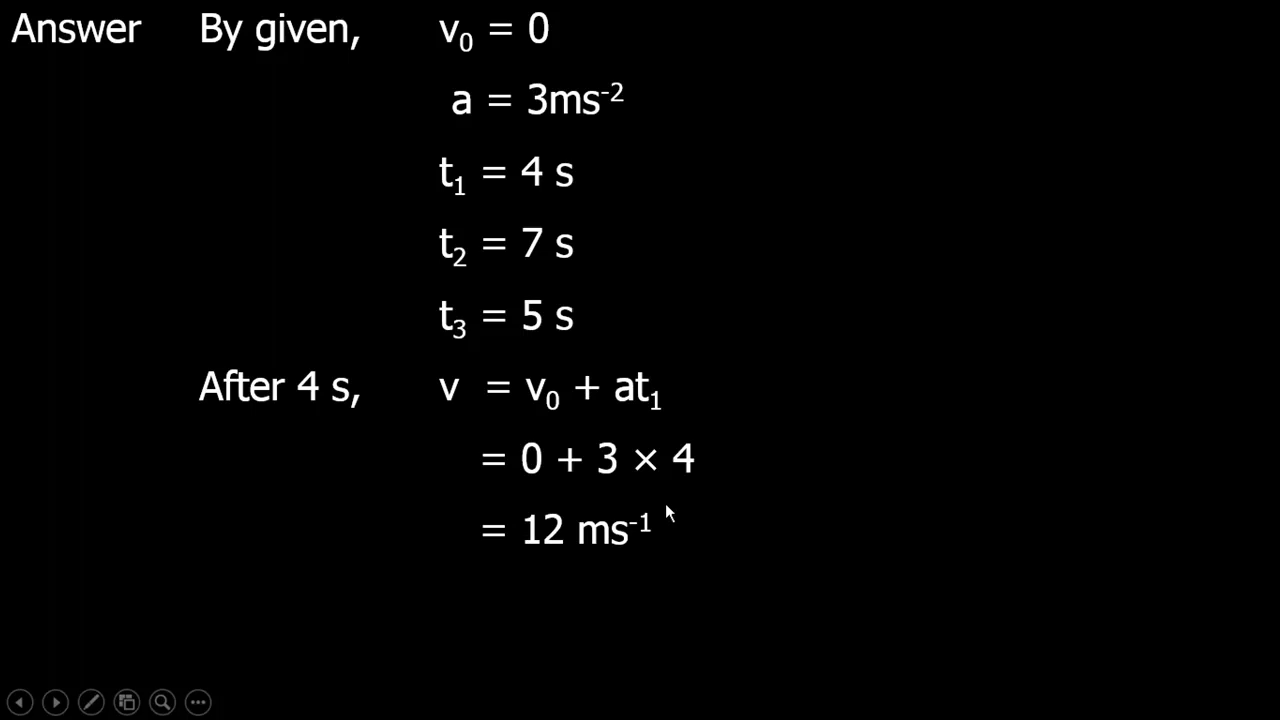 Answer By given, v₀ = 0
a = 3ms⁻²
t₁ = 4 s
t₂ = 7 s
t₃ = 5 s
After 4 s, v = v₀ + at₁
= 0 + 3 × 4
= 12 ms⁻¹